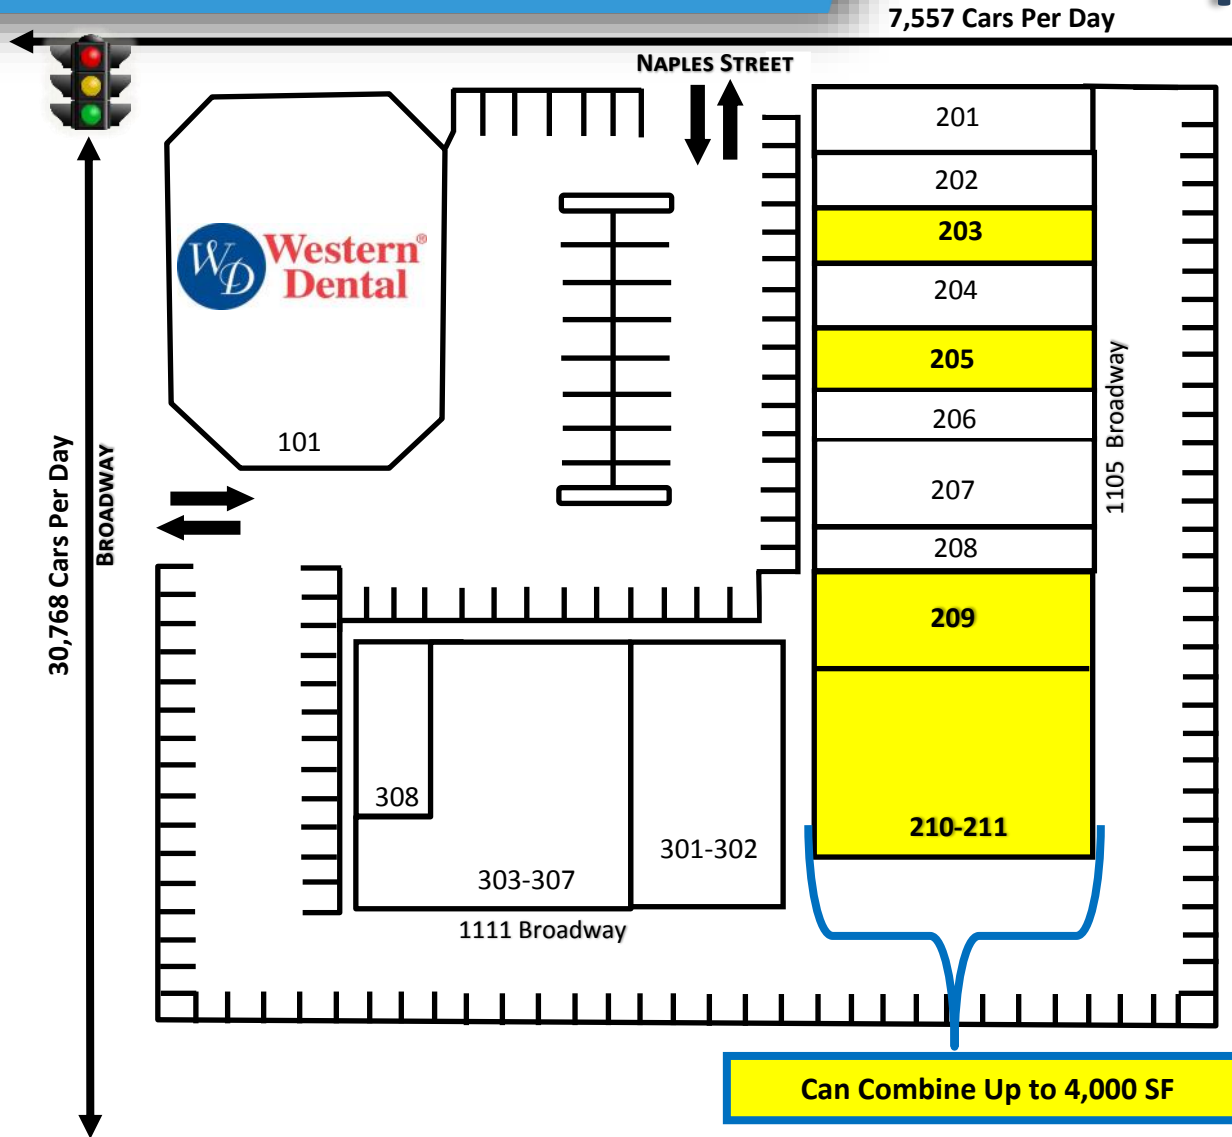 7,557 Cars Per Day
NAPLES STREET
201
202
203
204
205
206
207
208
209
210-211
1105 Broadway
WD Western®
Dental
101
30,768 Cars Per Day
BROADWAY
308
303-307
301-302
1111 Broadway
Can Combine Up to 4,000 SF